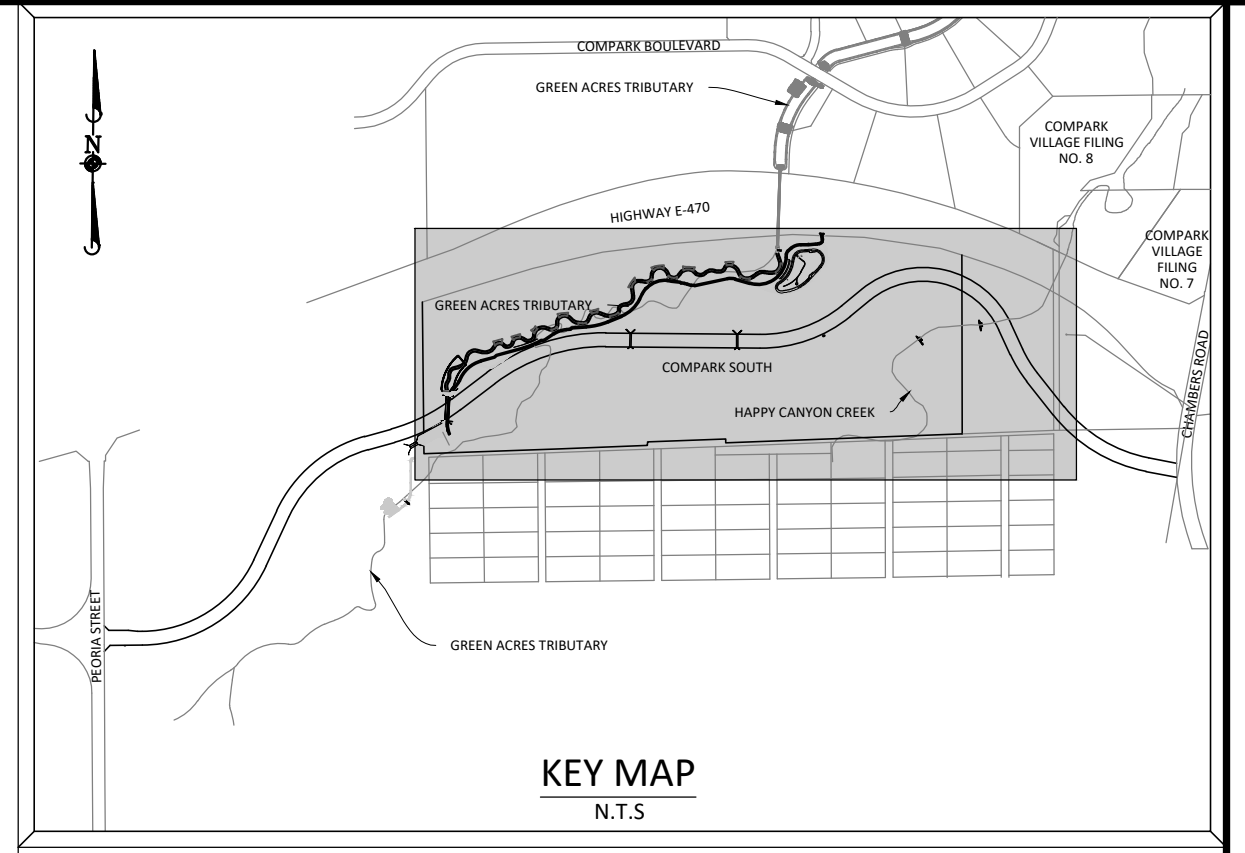 COMPARK BOULEVARD
GREEN ACRES TRIBUTARY
COMPARK
VILLAGE FILING
NO. 8
N
HIGHWAY E-470
COMPARK
VILLAGE
FILING
NO. 7
GREEN ACRES TRIBUTARY
COMPARK SOUTH
HAPPY CANYON CREEK
CHAMBERS ROAD
PEORIA STREET
GREEN ACRES TRIBUTARY
KEY MAP
N.T.S